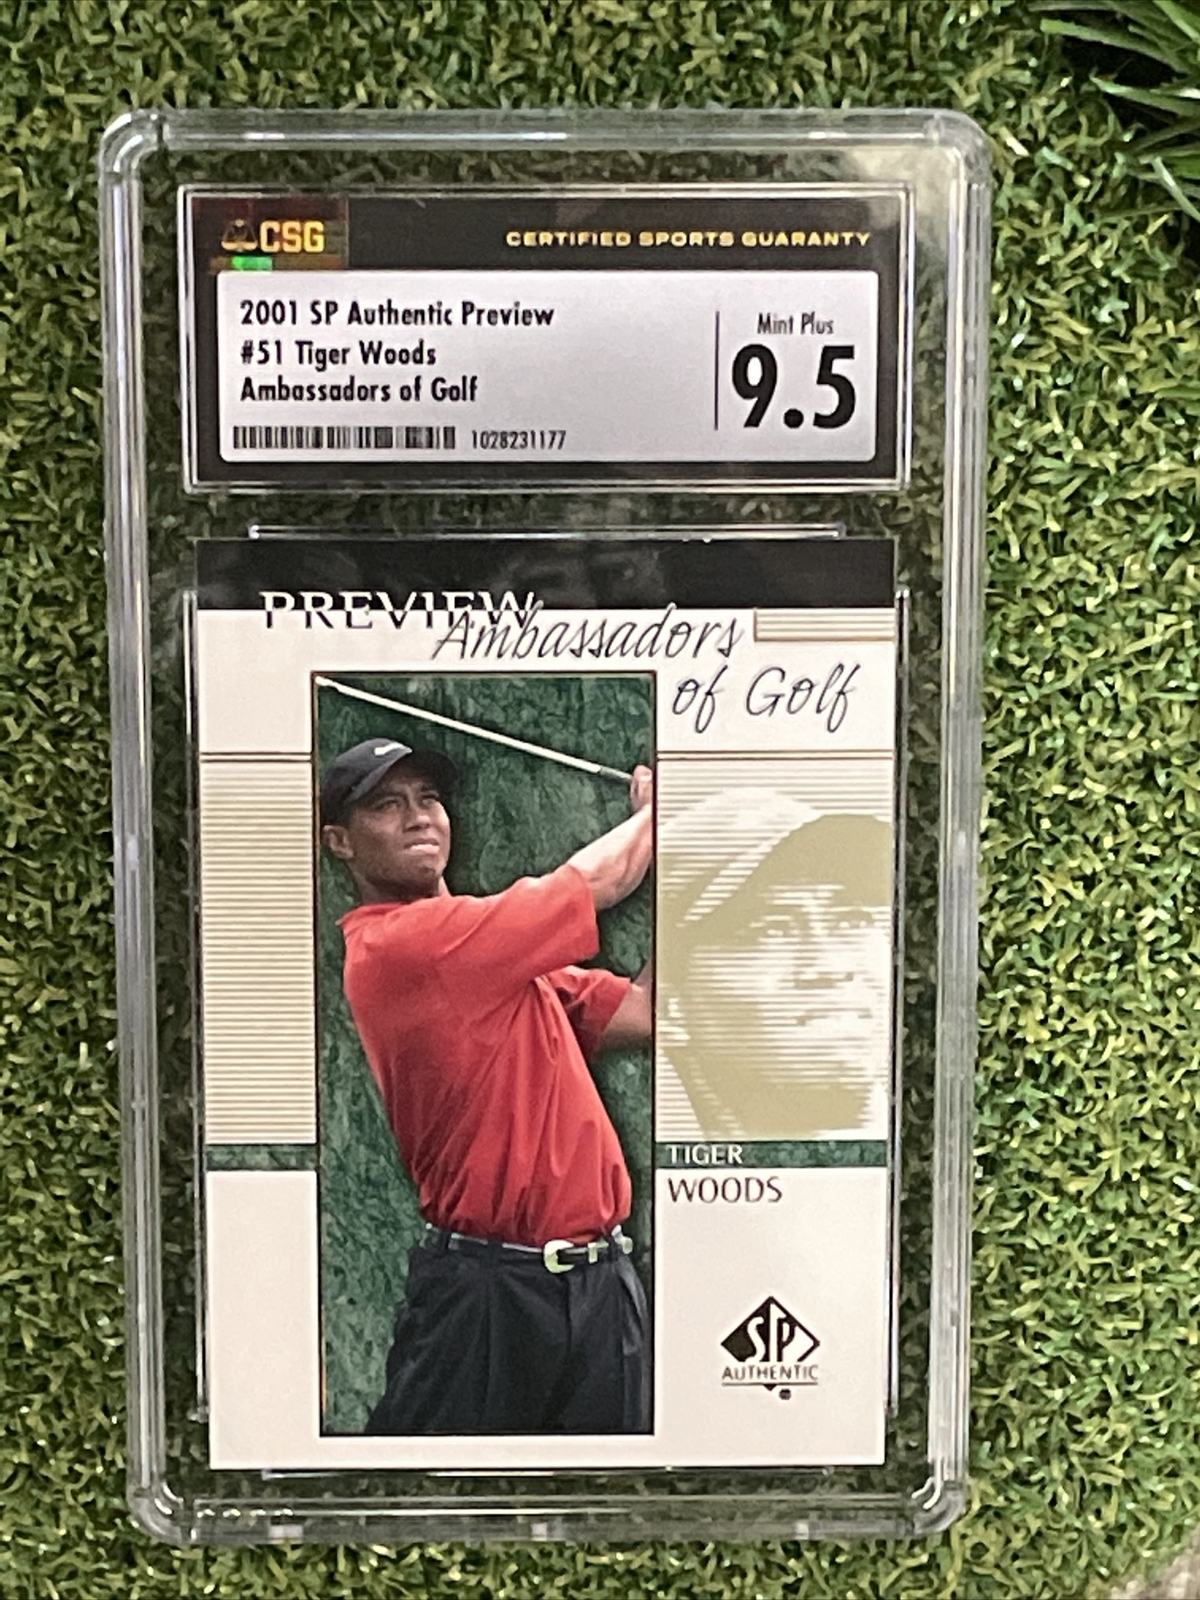 CSG
CERTIFIED SPORTS GUARANTY
2001 SP Authentic Preview
#51 Tiger Woods
Ambassadors of Golf
1028231177
Mint Plus
9.5
PREVIEW
Ambassadors
of Golf
TIGER
WOODS
SP
AUTHENTIC